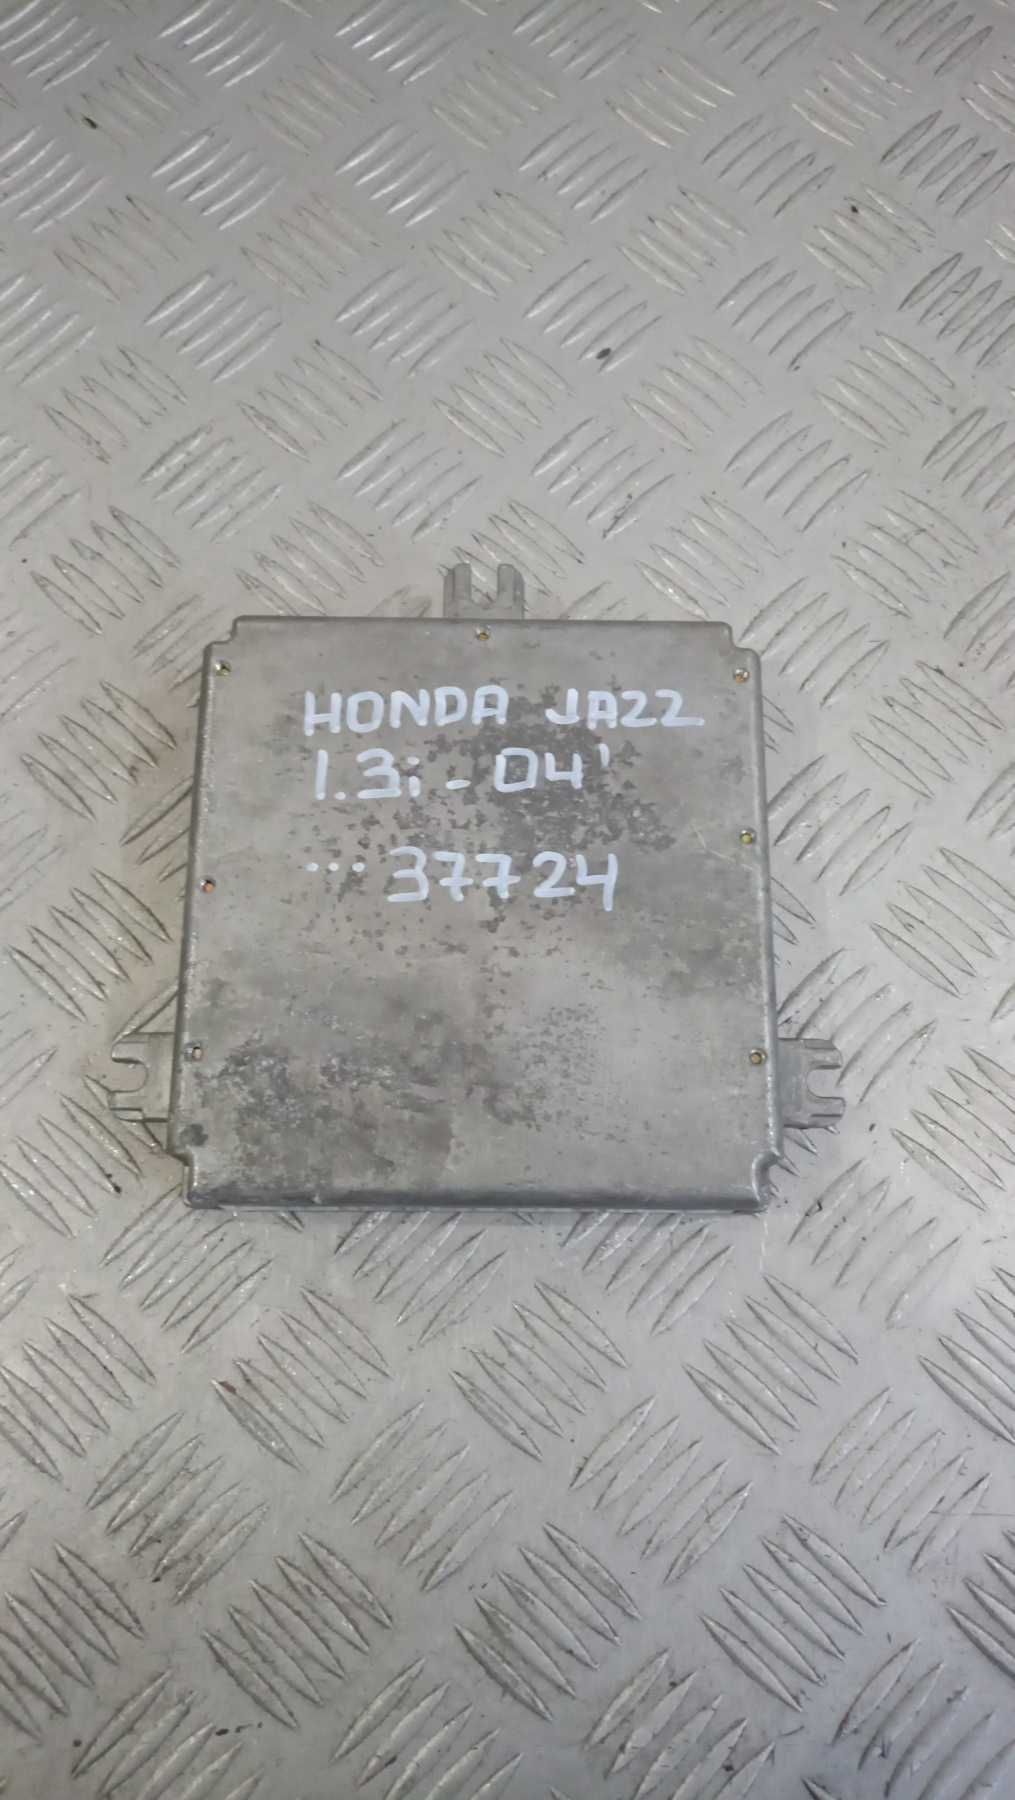 HONDA JAZZ
1.3i - 04'
... 37724